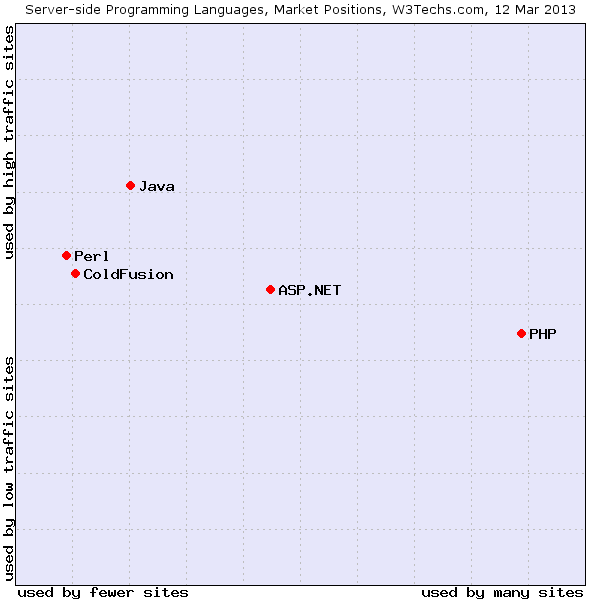 Server-side Programming Languages, Market Positions, W3Techs.com, 12 Mar 2013
used by high traffic sites
Java
Perl
ColdFusion
ASP.NET
PHP
used by low traffic sites
used by fewer sites
used by many sites